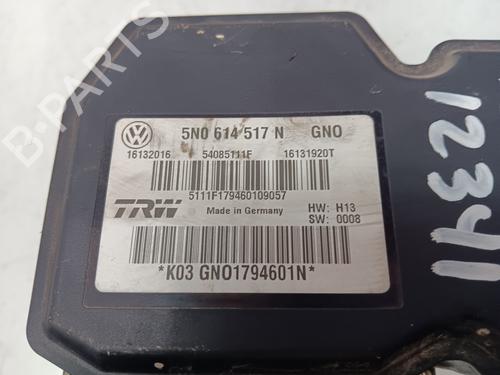 B-PARTS
5N0 614 517 N GNO
16132016 54085111F 16131920T
5111F179460109057
TRW Made in Germany HW: H13
SW: 0008
*K03 GNO1794601N*
12341